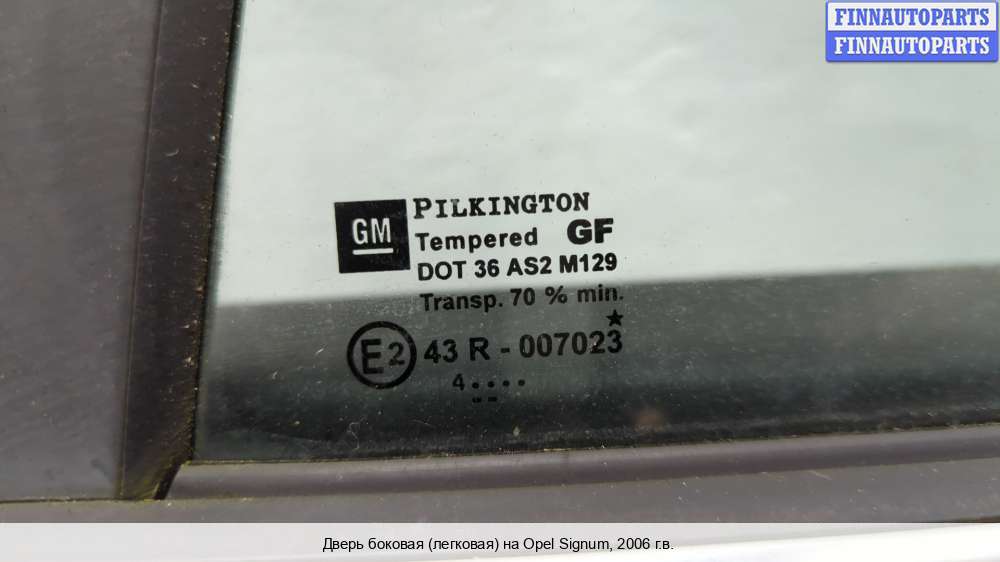 FINNAUTOPARTS
FINNAUTOPARTS
GM
PILKINGTON
Tempered GF
DOT 36 AS2 M129
Transp. 70 % min.
E2 43 R - 007023
4 ....
Дверь боковая (легковая) на Opel Signum, 2006 г.в.